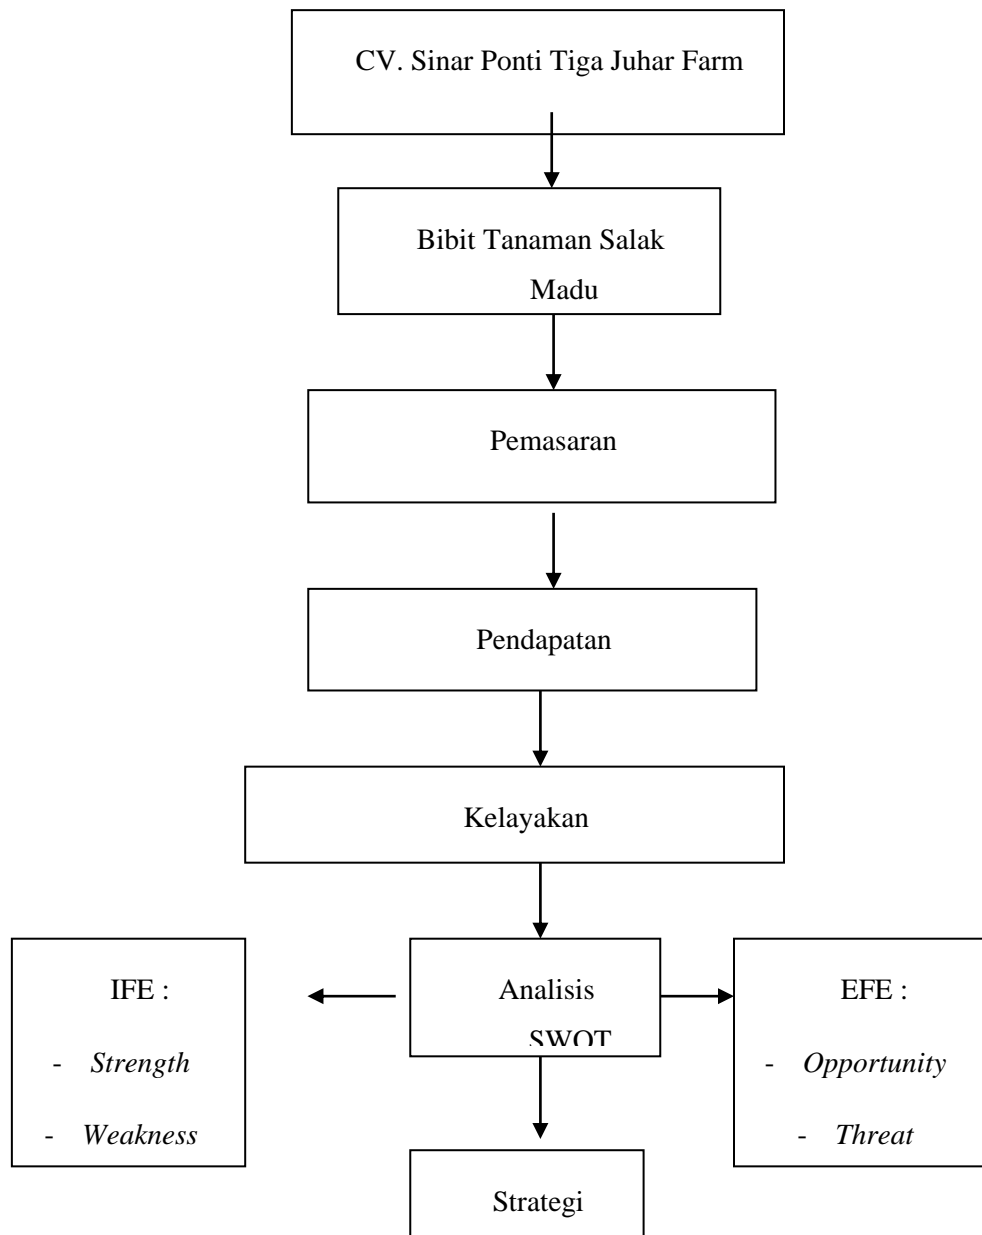 CV. Sinar Ponti Tiga Juhar Farm
Bibit Tanaman Salak
Madu
Pemasaran
Pendapatan
Kelayakan
IFE :
- Strength
- Weakness
Analisis
SWOT
EFE :
- Opportunity
- Threat
Strategi